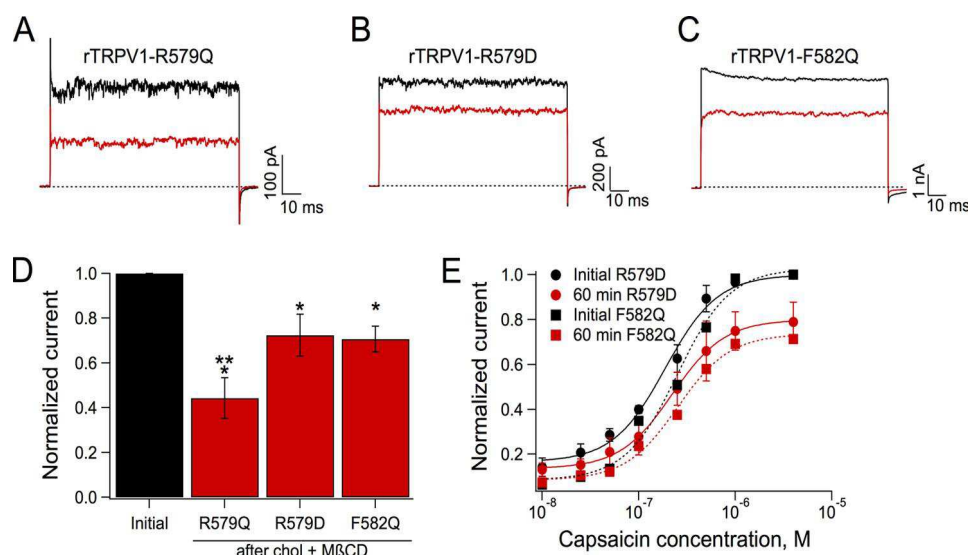 A
rTRPV1-R579Q
100 pA
10 ms
B
rTRPV1-R579D
200 pA
10 ms
C
rTRPV1-F582Q
1 nA
10 ms
D
Normalized current
1.0
0.8
0.6
0.4
0.2
0.0
**
*
*
*
Initial
R579Q
R579D
F582Q
after chol + MßCD
E
Normalized current
1.0
0.8
0.6
0.4
0.2
Initial R579D
60 min R579D
Initial F582Q
60 min F582Q
10-8
10-7
10-6
10-5
Capsaicin concentration, M